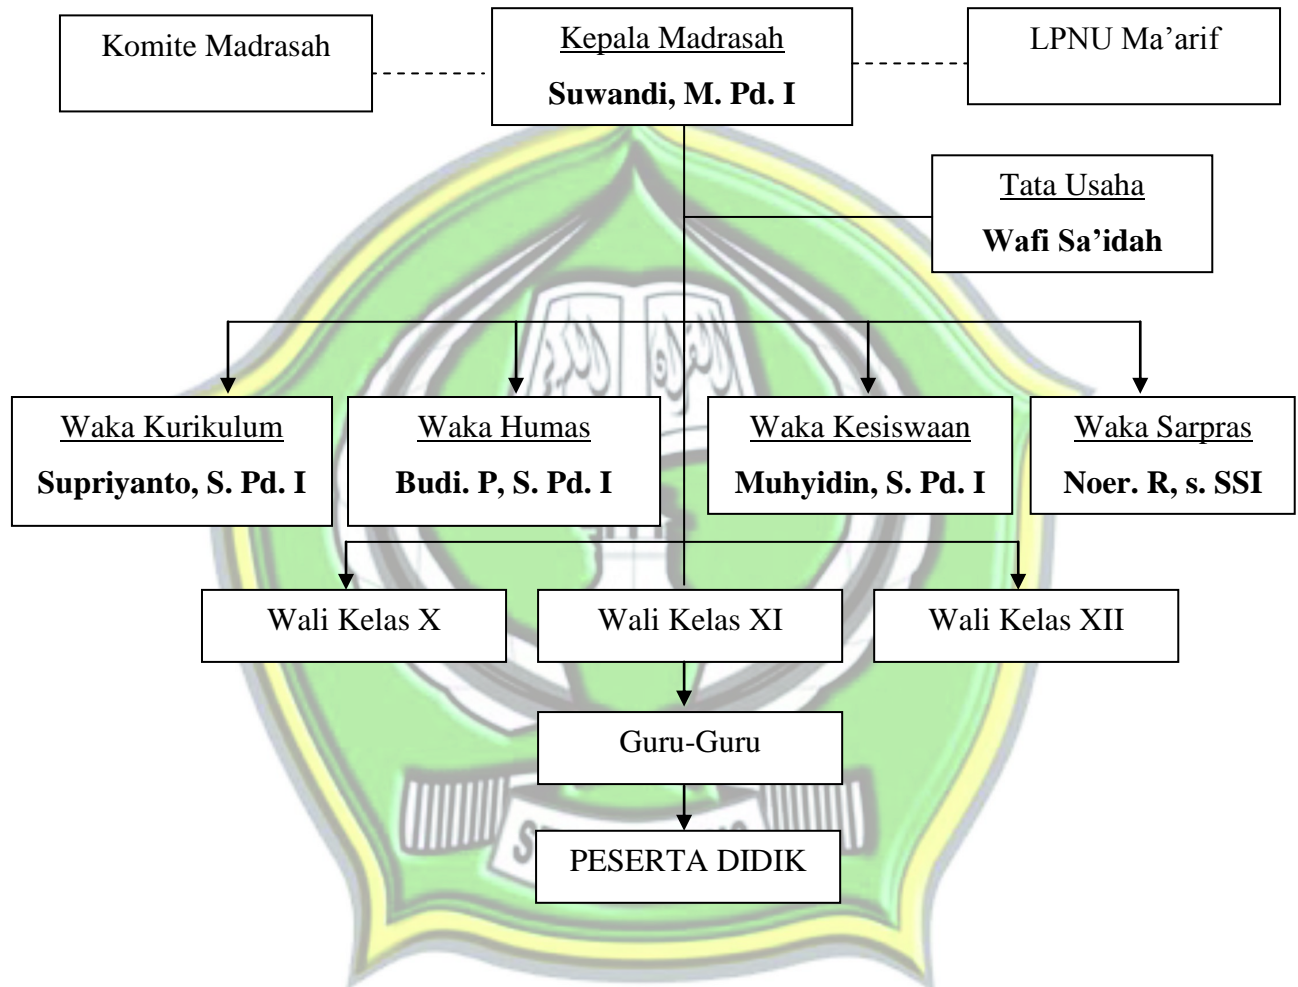 Komite Madrasah
Kepala Madrasah
Suwandi, M. Pd. I
LPNU Ma’arif
Tata Usaha
Wafi Sa’idah
Waka Kurikulum
Supriyanto, S. Pd. I
Waka Humas
Budi. P, S. Pd. I
Waka Kesiswaan
Muhyidin, S. Pd. I
Waka Sarpras
Noer. R, s. SSI
Wali Kelas X
Wali Kelas XI
Wali Kelas XII
Guru-Guru
PESERTA DIDIK